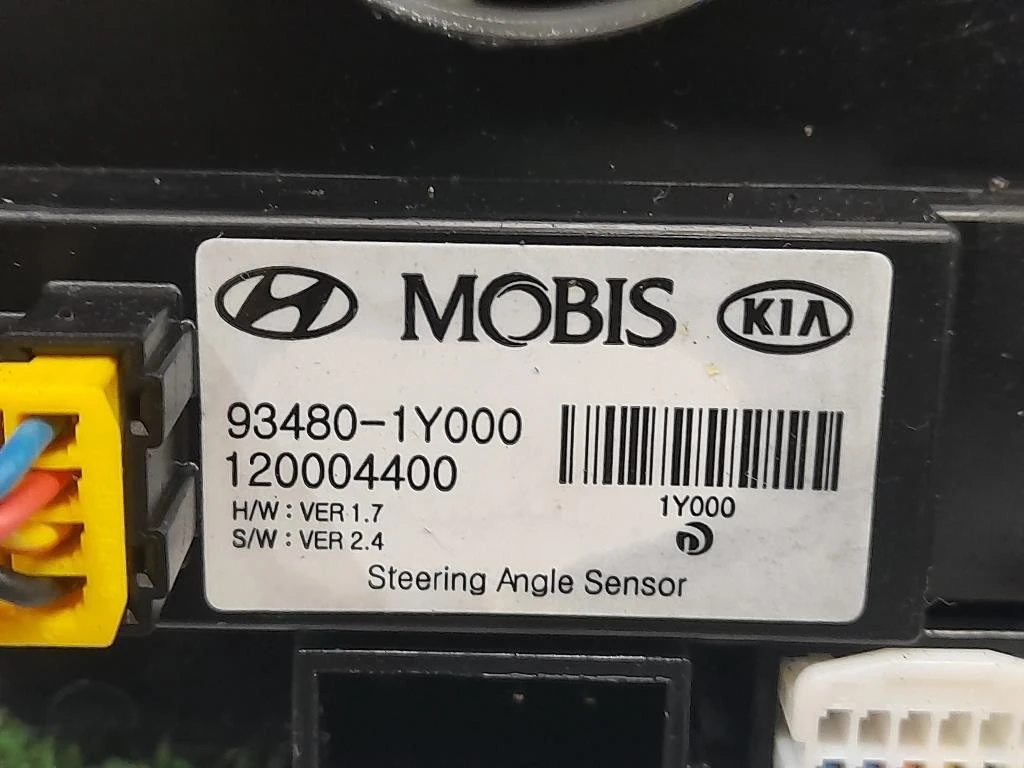 MOBIS KIA
93480-1Y000
120004400
H/W : VER 1.7
S/W : VER 2.4
1Y000
Steering Angle Sensor